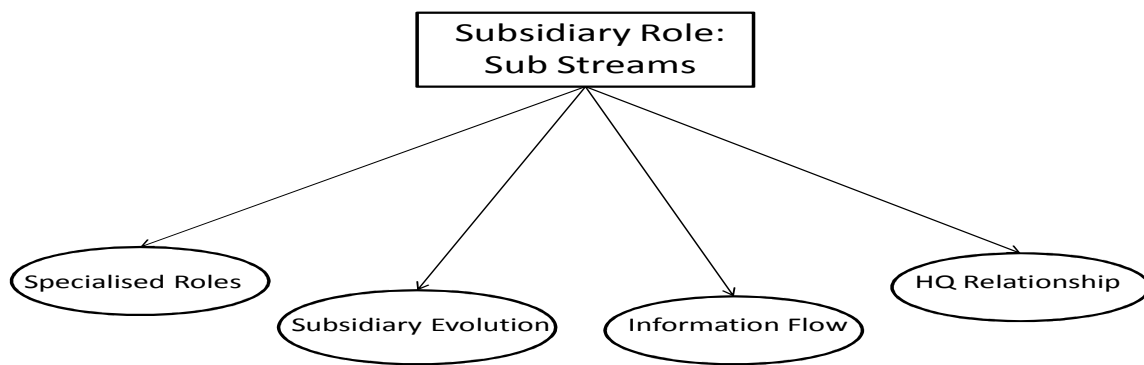 Subsidiary Role:
Sub Streams
Specialised Roles
Subsidiary Evolution
Information Flow
HQ Relationship